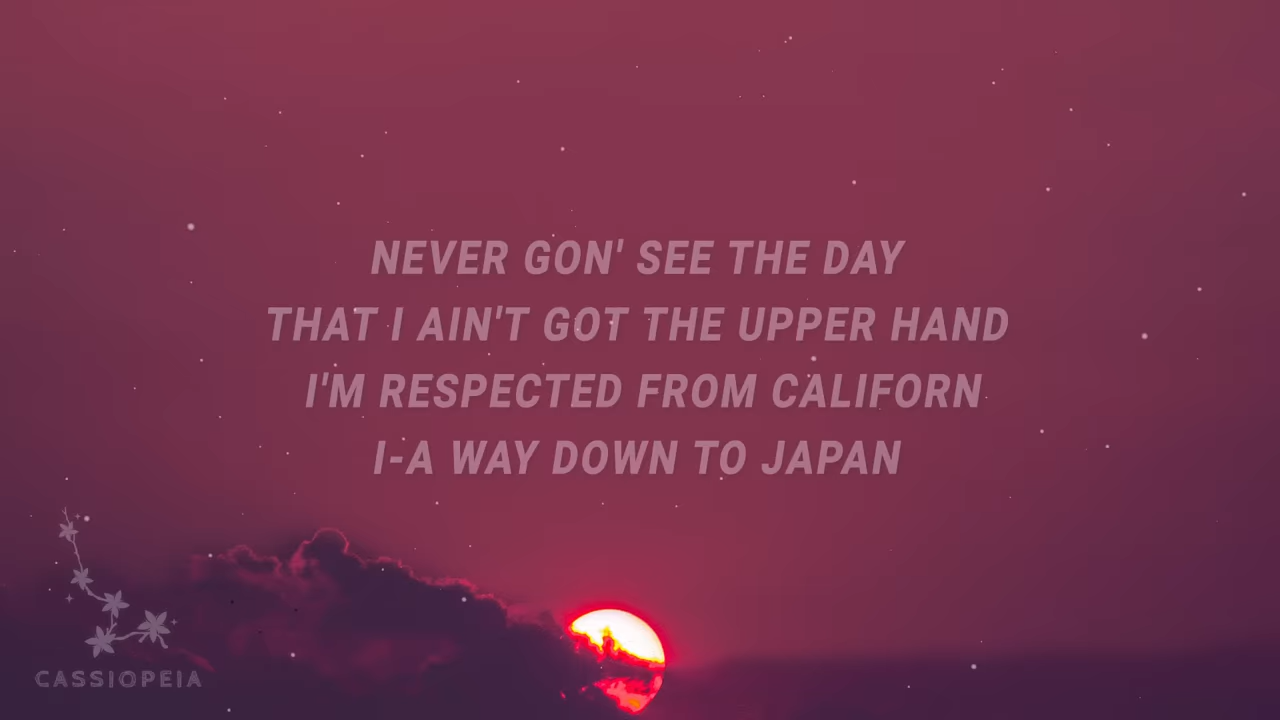 NEVER GON' SEE THE DAY
THAT I AIN'T GOT THE UPPER HAND
I'M RESPECTED FROM CALIFORN
I-A WAY DOWN TO JAPAN
CASSIOPEIA